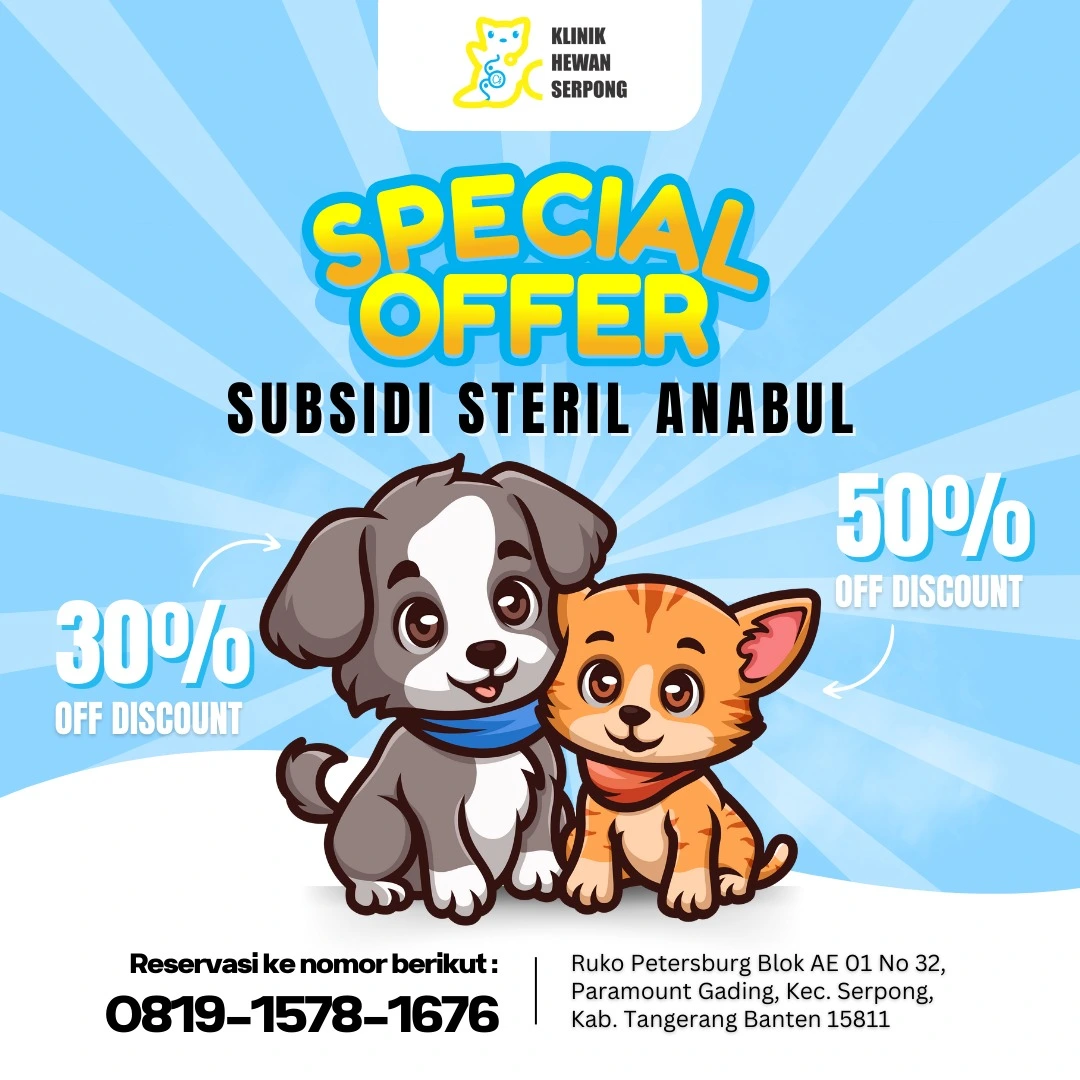 KLINIK
HEWAN
SERPONG
SPECIAL
OFFER
SUBSIDI STERIL ANABUL
50%
OFF DISCOUNT
30%
OFF DISCOUNT
Reservasi ke nomor berikut :
0819-1578-1676
Ruko Petersburg Blok AE 01 No 32,
Paramount Gading, Kec. Serpong,
Kab. Tangerang Banten 15811